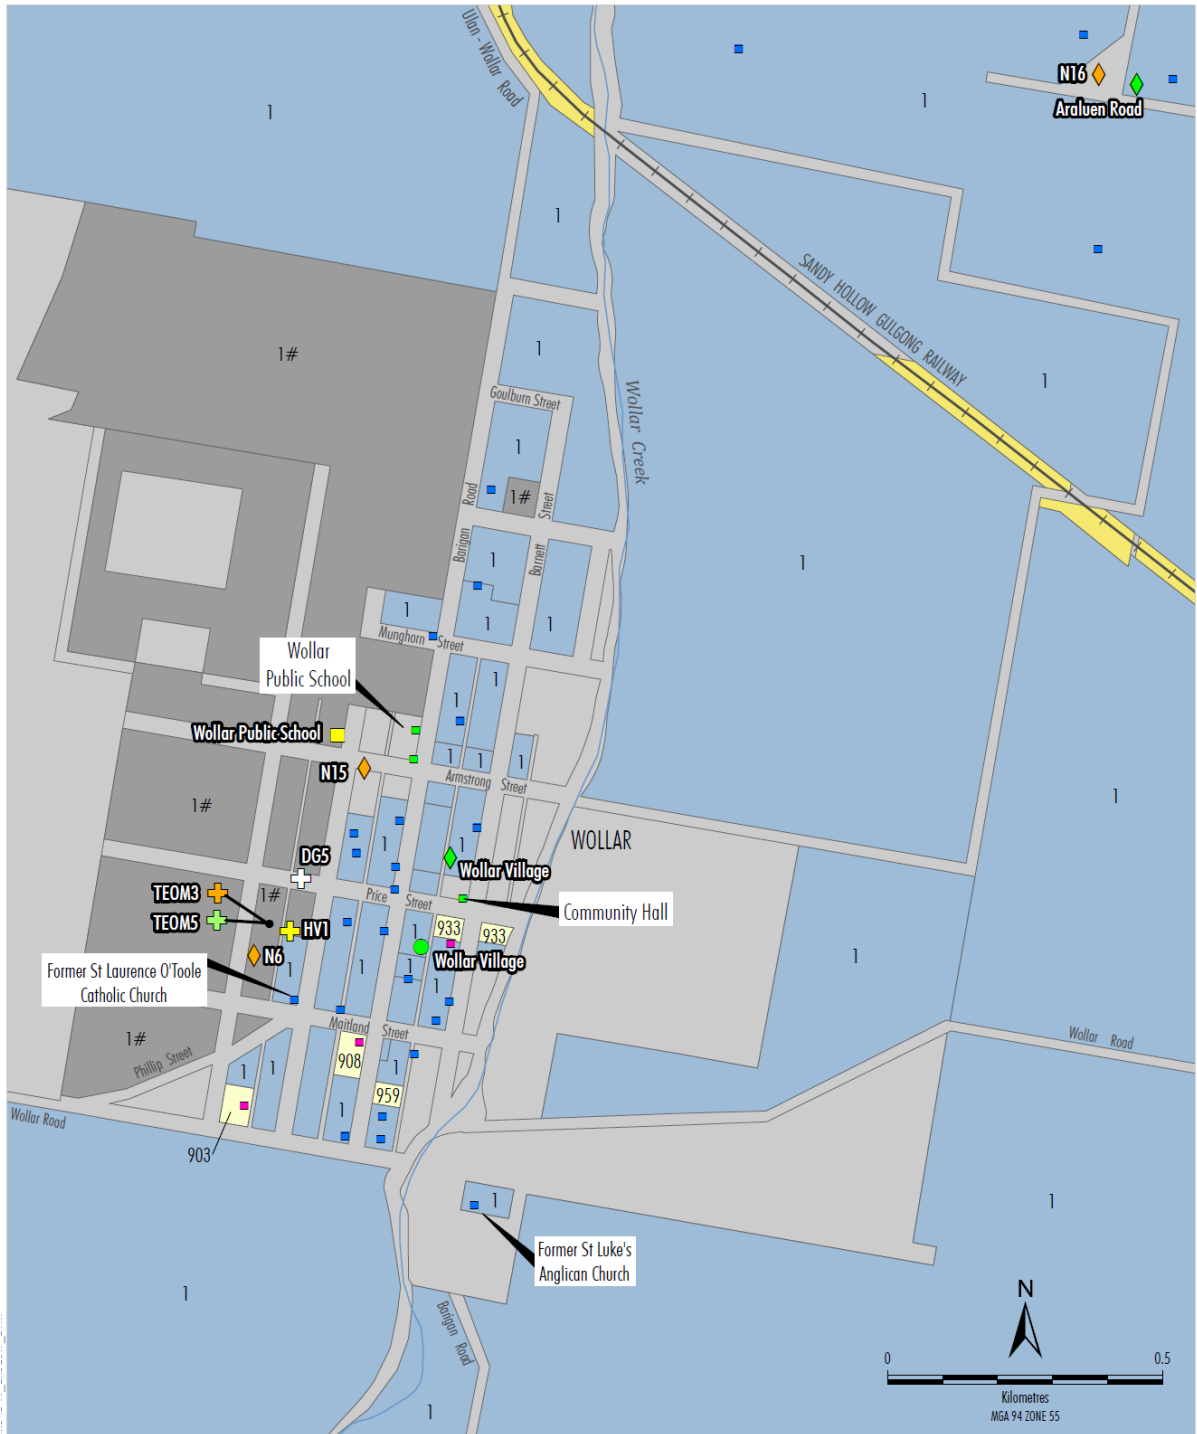 Ulan - Wollar Road
1
N16
1
Araluen Road
1
SANDY HOLLOW GULGONG RAILWAY
1#
1
1
Goulburn Street
Wollar Creek
1
1#
Road
Street
Barigan
Barnett
1
1
1
1
1
Munghorn Street
Wollar
Public School
1
1
Wollar Public School
1
1
1
N15
Armstrong Street
1#
1
1
1
WOLLAR
DG5
Wollar Village
TEOM3
1#
Price Street
Community Hall
TEOM5
HV1
933
933
1
N6
Wollar Village
1
Former St Laurence O'Toole
Catholic Church
1
1
1
1
Maitland Street
1#
Phillip Street
Wollar Road
908
1
1
1
959
Wollar Road
1
903
1
1
Former St Luke's
Anglican Church
1
Barigan Road
1
N
0
0.5
Kilometres
MGA 94 ZONE 55